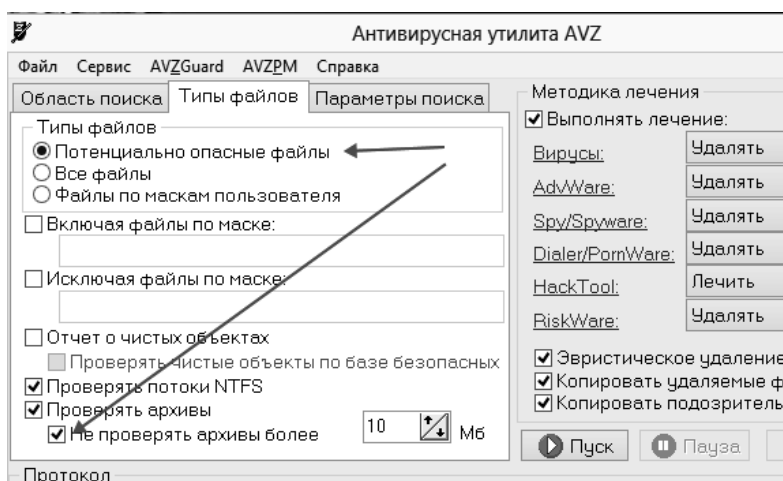 Антивирусная утилита AVZ
Файл Сервис AVZGuard AVZPM Справка
Область поиска Типы файлов Параметры поиска
Типы файлов
Потенциально опасные файлы
Все файлы
Файлы по маскам пользователя
Включая файлы по маске:
Исключая файлы по маске:
Отчет о чистых объектах
Проверять чистые объекты по базе безопасных
Проверять потоки NTFS
Проверять архивы
Не проверять архивы более 10 Мб
Методика лечения
Выполнять лечение:
Вирусы: Удалять
AdvWare: Удалять
Spy/Spyware: Удалять
Dialer/PornWare: Удалять
HackTool: Лечить
RiskWare: Удалять
Эвристическое удаление
Копировать удаляемые ф
Копировать подозритель
Пуск Пауза
Протокол